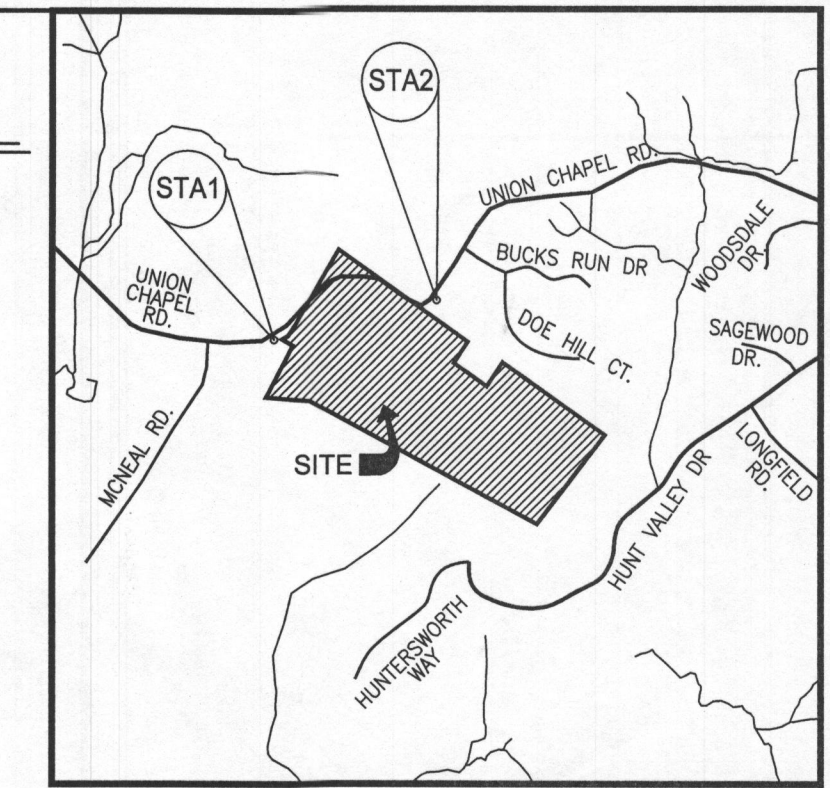 STA2
STA1
UNION CHAPEL RD.
UNION
CHAPEL
RD.
BUCKS RUN DR
WOODSDALE
DR
DOE HILL CT.
SAGEWOOD
DR.
MCNEAL RD.
SITE
LONGFIELD
RD.
HUNT VALLEY DR
HUNTERSWORTH
WAY